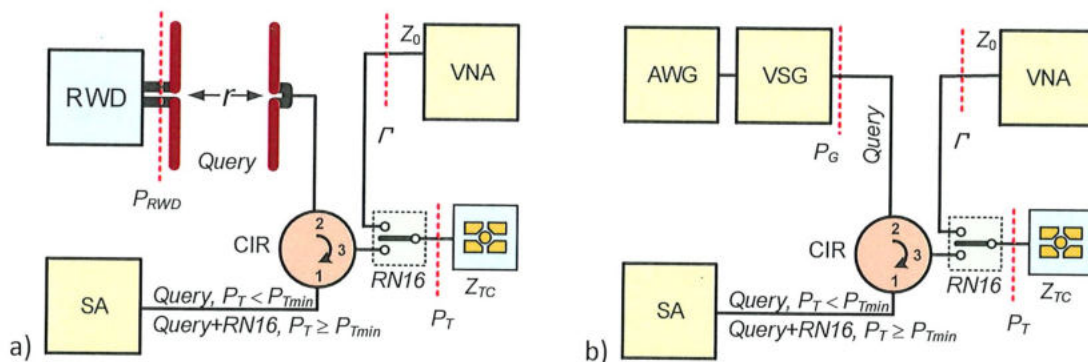 a)
RWD
r
Query
P_RWD
Z_0
VNA
Γ
CIR
2
3
1
RN16
P_T
Z_TC
SA
Query, P_T < P_Tmin
Query+RN16, P_T ≥ P_Tmin
b)
AWG
VSG
P_G
Query
Z_0
VNA
Γ
CIR
2
3
1
RN16
P_T
Z_TC
SA
Query, P_T < P_Tmin
Query+RN16, P_T ≥ P_Tmin